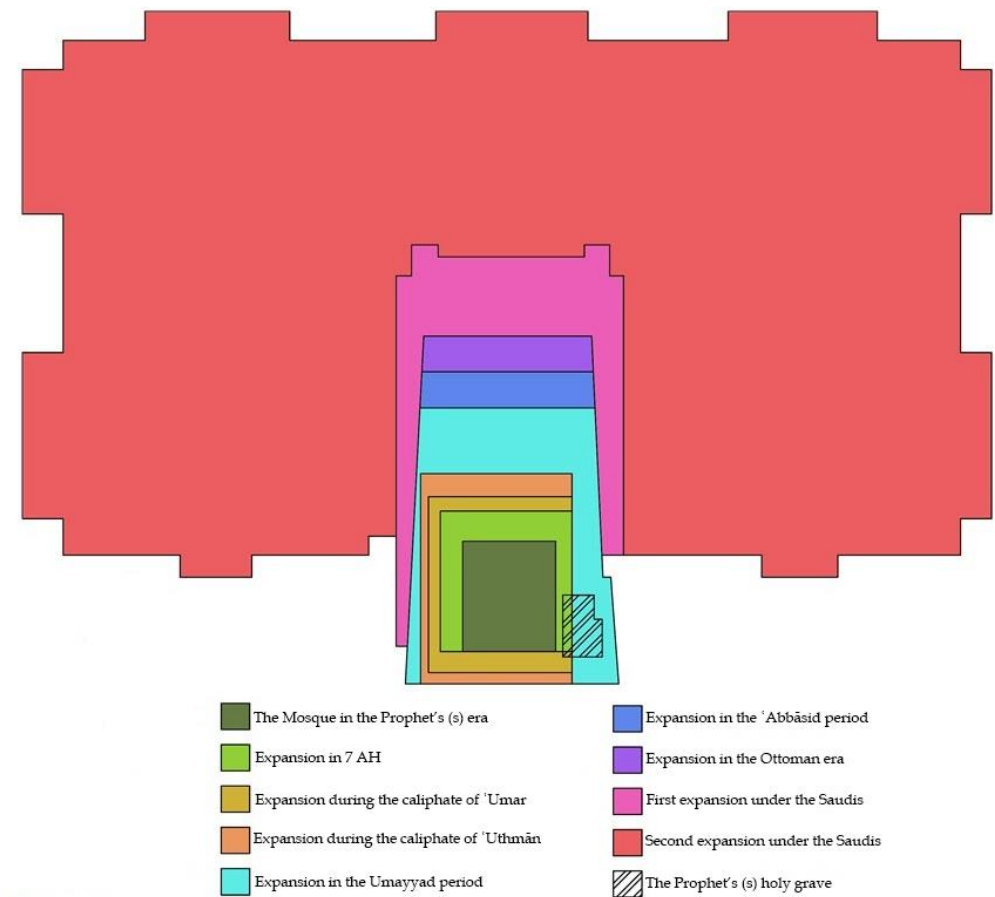 The Mosque in the Prophet's (s) era
Expansion in 7 AH
Expansion during the caliphate of ʿUmar
Expansion during the caliphate of ʿUthmān
Expansion in the Umayyad period
Expansion in the ʿAbbāsid period
Expansion in the Ottoman era
First expansion under the Saudis
Second expansion under the Saudis
The Prophet's (s) holy grave